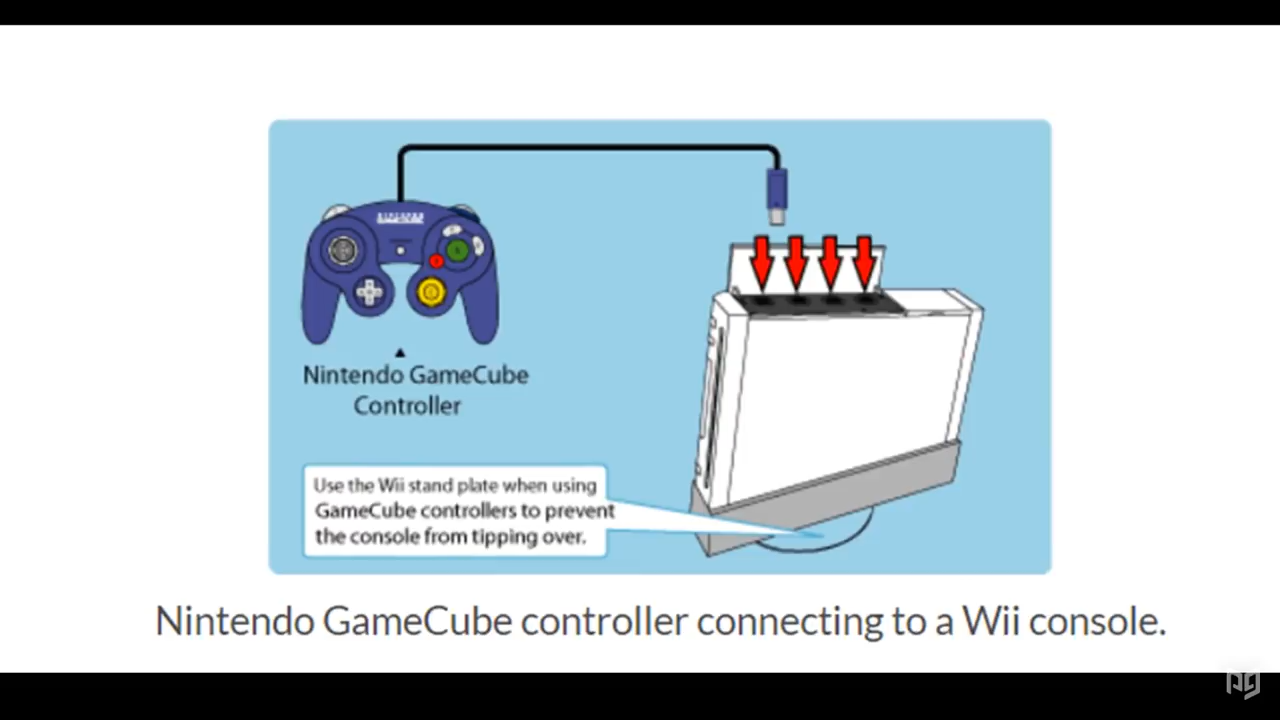 Nintendo GameCube
Controller
Use the Wii stand plate when using
GameCube controllers to prevent
the console from tipping over.
Nintendo GameCube controller connecting to a Wii console.